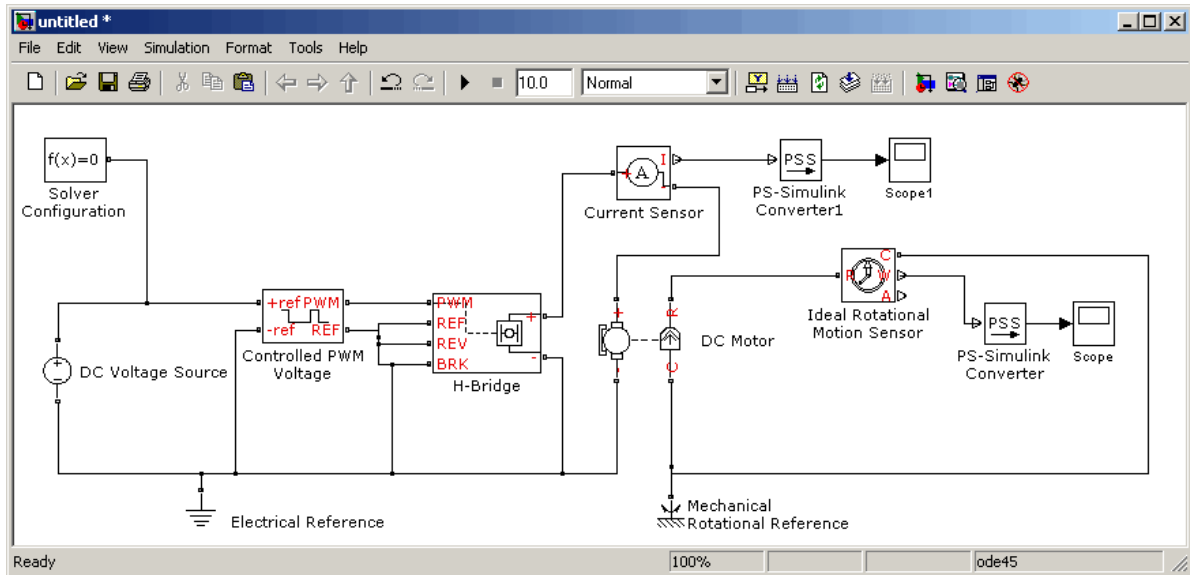 untitled *
File Edit View Simulation Format Tools Help
10.0 Normal
f(x)=0
Solver
Configuration
DC Voltage Source
+ref PWM
-ref REF
Controlled PWM
Voltage
PWM
REF
REV
BRK
+
-
H-Bridge
+ A I
-
Current Sensor
PSS
PS-Simulink
Converter1
Scope1
+
-
R
C
DC Motor
R C
W
A
Ideal Rotational
Motion Sensor
PSS
PS-Simulink
Converter
Scope
Electrical Reference
Mechanical
Rotational Reference
Ready 100% ode45